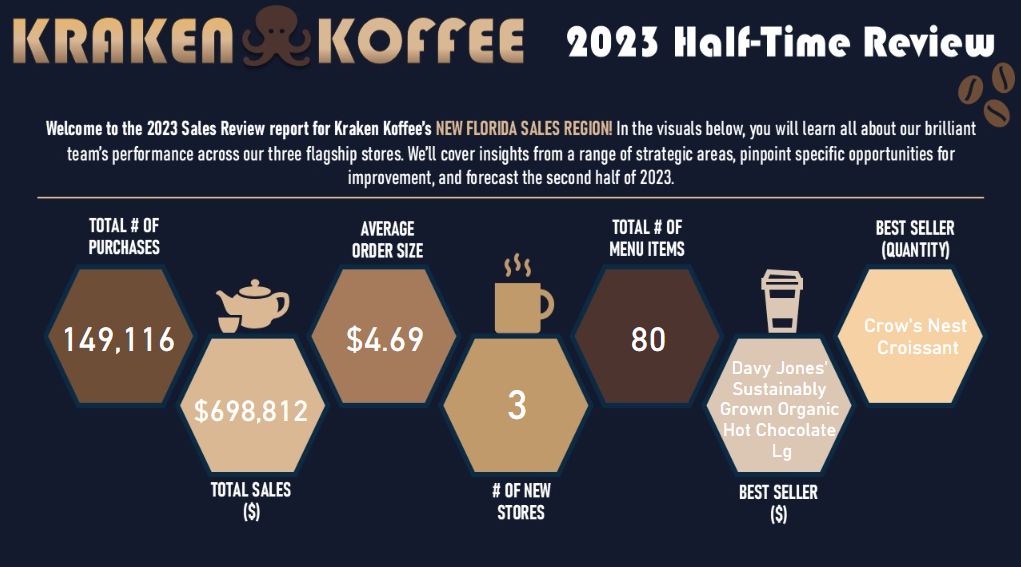 KRAKEN KOFFEE
2023 Half-Time Review
Welcome to the 2023 Sales Review report for Kraken Koffee's NEW FLORIDA SALES REGION! In the visuals below, you will learn all about our brilliant
team's performance across our three flagship stores. We'll cover insights from a range of strategic areas, pinpoint specific opportunities for
improvement, and forecast the second half of 2023.
TOTAL # OF
PURCHASES
149,116
$698,812
TOTAL SALES
($)
AVERAGE
ORDER SIZE
$4.69
3
# OF NEW
STORES
TOTAL # OF
MENU ITEMS
80
Davy Jones'
Sustainably
Grown Organic
Hot Chocolate
Lg
BEST SELLER
($)
BEST SELLER
(QUANTITY)
Crow's Nest
Croissant